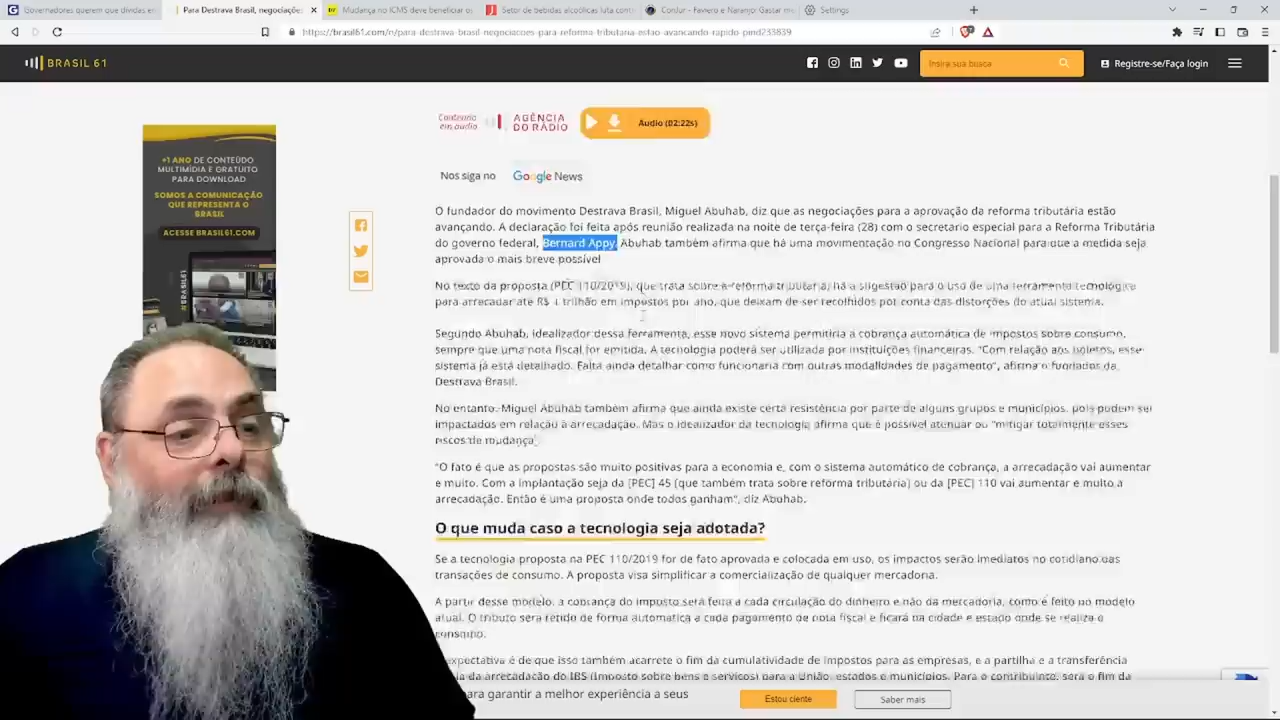 Governadores querem que dívidas en
Para Destrava Brasil, negociações
Mudança no ICMS deve beneficiar o
Setor de bebidas alcoólicas luta cont
Conjur - Faviero e Naranjo: Gastar m
Settings
https://brasil61.com/n/para-destrava-brasil-negociacoes-para-reforma-tributaria-estao-avancando-rapido-pind233839
BRASIL 61
Insira sua busca
Registre-se/Faça login
Conteúdo em áudio
AGÊNCIA DO RÁDIO
Áudio (02:22s)
Nos siga no Google News
+1 ANO DE CONTEÚDO
MULTIMÍDIA E GRATUITO
PARA DOWNLOAD
SOMOS A COMUNICAÇÃO
QUE REPRESENTA O
BRASIL
ACESSE BRASIL61.COM
BRASIL61
O fundador do movimento Destrava Brasil, Miguel Abuhab, diz que as negociações para a aprovação da reforma tributária estão
avançando. A declaração foi feita após reunião realizada na noite de terça-feira (28) com o secretário especial para a Reforma Tributária
do governo federal, Bernard Appy. Abuhab também afirma que há uma movimentação no Congresso Nacional para que a medida seja
aprovada o mais breve possível
No texto da proposta (PEC 110/2019), que trata sobre a reforma tributária, há a sugestão para o uso de uma ferramenta tecnológica
para arrecadar até R$ 1 trilhão em impostos por ano, que deixam de ser recolhidos por conta das distorções do atual sistema.
Segundo Abuhab, idealizador dessa ferramenta, esse novo sistema permitiria a cobrança automática de impostos sobre consumo,
sempre que uma nota fiscal for emitida. A tecnologia poderá ser utilizada por instituições financeiras. "Com relação aos boletos, esse
sistema já está detalhado. Falta ainda detalhar como funcionaria com outras modalidades de pagamento", afirma o fundador da
Destrava Brasil.
No entanto, Miguel Abuhab também afirma que ainda existe certa resistência por parte de alguns grupos e municípios, pois podem ser
impactados em relação à arrecadação. Mas o idealizador da tecnologia afirma que é possível atenuar ou "mitigar totalmente esses
riscos de mudança".
"O fato é que as propostas são muito positivas para a economia e, com o sistema automático de cobrança, a arrecadação vai aumentar
e muito. Com a implantação seja da [PEC] 45 (que também trata sobre reforma tributária) ou da [PEC] 110 vai aumentar e muito a
arrecadação. Então é uma proposta onde todos ganham", diz Abuhab.
O que muda caso a tecnologia seja adotada?
Se a tecnologia proposta na PEC 110/2019 for de fato aprovada e colocada em uso, os impactos serão imediatos no cotidiano das
transações de consumo. A proposta visa simplificar a comercialização de qualquer mercadoria.
A partir desse modelo, a cobrança do imposto será feita a cada circulação do dinheiro e não da mercadoria, como é feito no modelo
atual. O tributo será retido de forma automática a cada pagamento de nota fiscal e ficará na cidade e estado onde se realiza o
consumo.
expectativa é de que isso também acarrete o fim da cumulatividade de impostos para as empresas, e a partilha e a transferência
da arrecadação do IBS (Imposto sobre bens e serviços) para a União, estados e municípios. Para o contribuinte, será o fim da
para garantir a melhor experiência a seus
Estou ciente
Saber mais